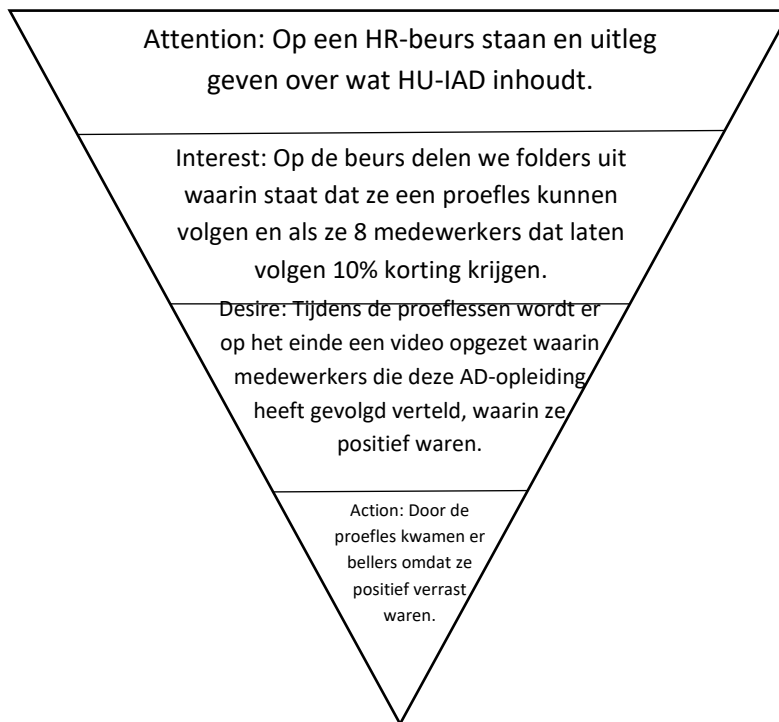 Attention: Op een HR-beurs staan en uitleg
geven over wat HU-IAD inhoudt.
Interest: Op de beurs delen we folders uit
waarin staat dat ze een proefles kunnen
volgen en als ze 8 medewerkers dat laten
volgen 10% korting krijgen.
Desire: Tijdens de proeflessen wordt er
op het einde een video opgezet waarin
medewerkers die deze AD-opleiding
heeft gevolgd verteld, waarin ze
positief waren.
Action: Door de
proefles kwamen er
bellers omdat ze
positief verrast
waren.